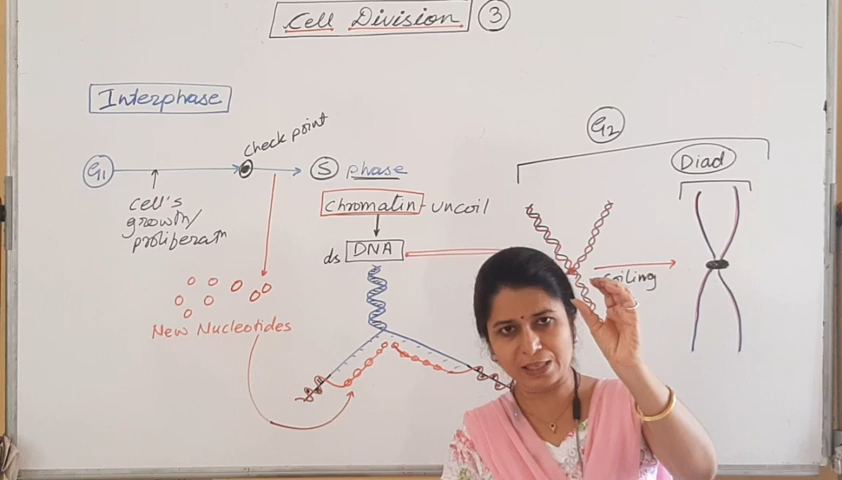 Cell Division 3
Interphase
G1
check point
S phase
cell's
growth/
proliferatn
chromatin - uncoil
ds DNA
New Nucleotides
G2
Diad
coiling